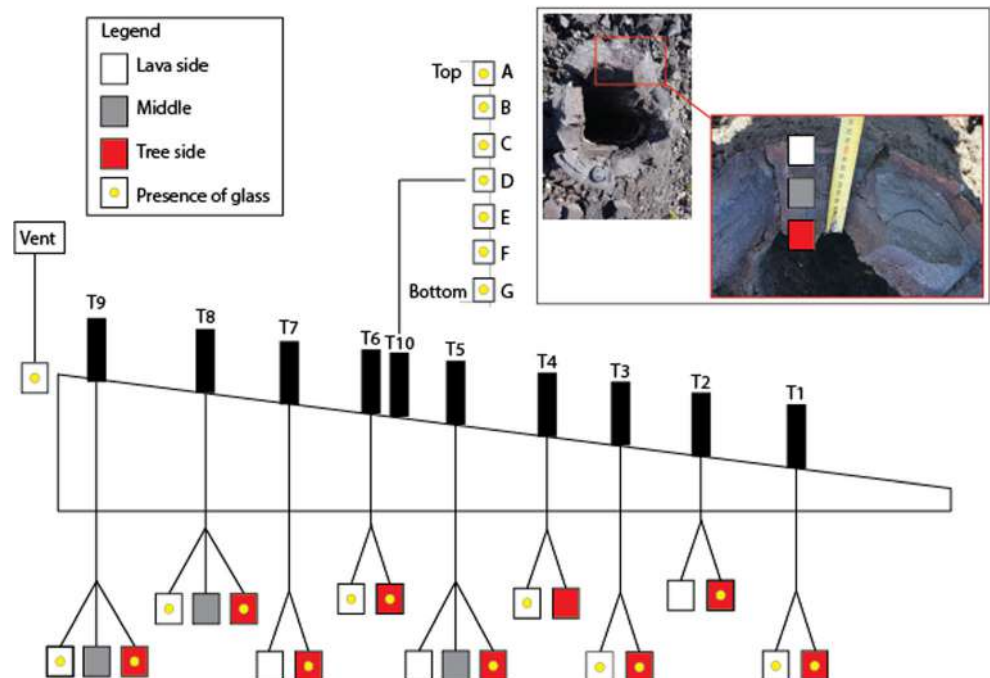 Legend
Lava side
Middle
Tree side
Presence of glass
Top A
B
C
D
E
F
Bottom G
Vent
T9
T8
T7
T6
T10
T5
T4
T3
T2
T1